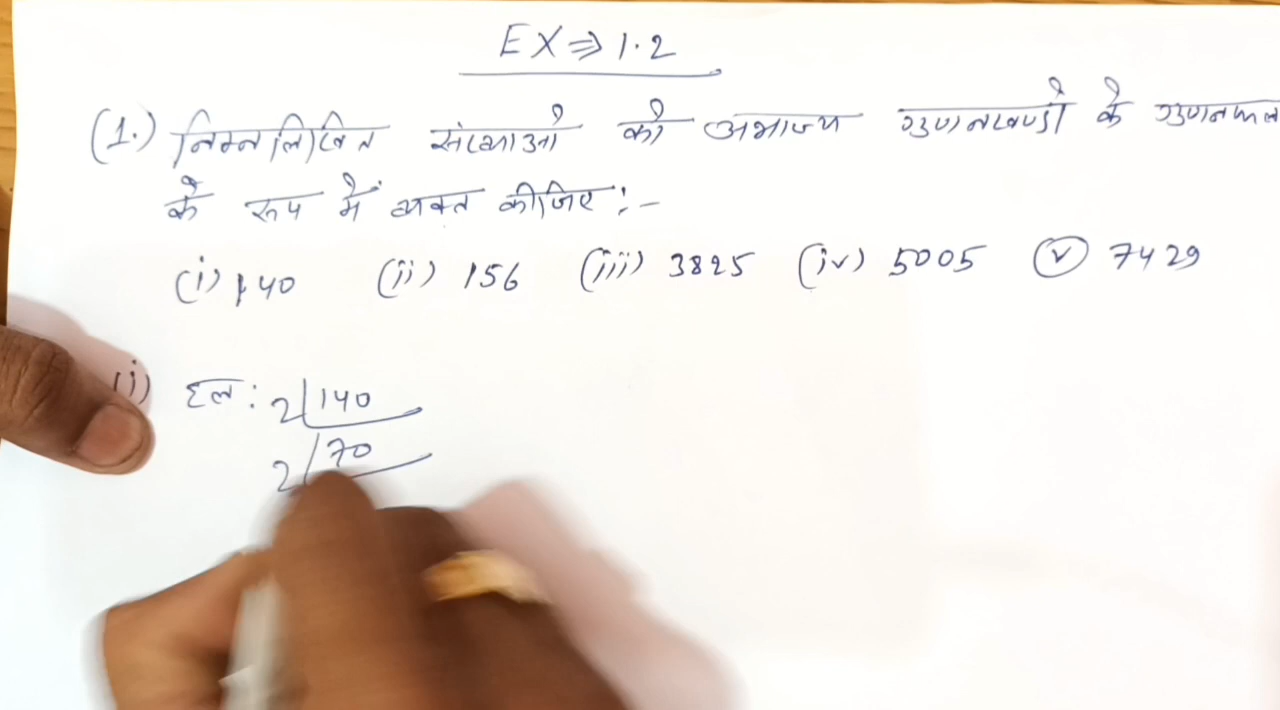 EX ⇒ 1.2
(1.) निम्नलिखित संख्याओ को अभाज्य गुणनखण्डो के गुणनफल
के रूप में व्यक्त कीजिए :-
(i) 140 (ii) 156 (iii) 3825 (iv) 5005 (v) 7429
(i) हल : 2 | 140
2 | 70